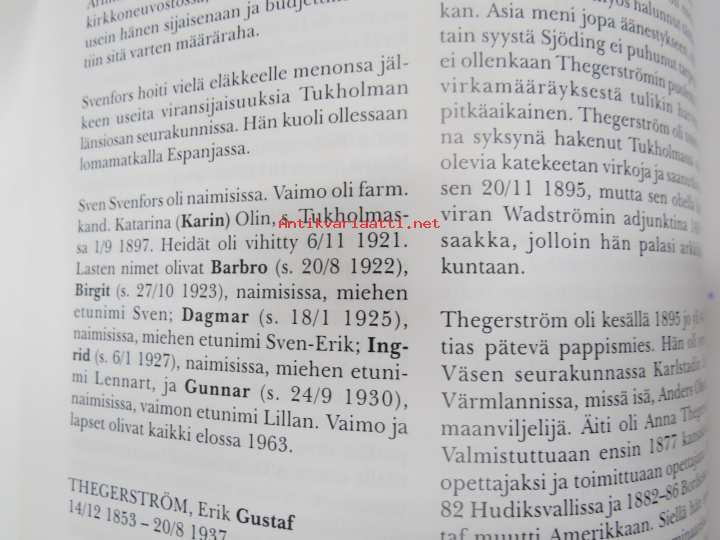 kirkkoneuvostossa,
usein hänen sijaisenaan ja
tiin sitä varten määräraha.
Svenfors hoiti vielä eläkkeelle menonsa jäl-
keen useita viransijaisuuksia Tukholman
länsiosan seurakunnissa. Hän kuoli ollessaan
lomamatkalla Espanjassa.
Sven Svenfors oli naimisissa. Vaimo oli farm.
kand. Katarina (Karin) Olin, s. Tukholmas-
sa 1/9 1897. Heidät oli vihitty 6/11 1921.
Lasten nimet olivat Barbro (s. 20/8 1922),
Birgit (s. 27/10 1923), naimisissa, miehen
etunimi Sven; Dagmar (s. 18/1 1925),
naimisissa, miehen etunimi Sven-Erik; Ing-
rid (s. 6/1 1927), naimisissa, miehen etuni-
mi Lennart, ja Gunnar (s. 24/9 1930),
naimisissa, vaimon etunimi Lillan. Vaimo ja
lapset olivat kaikki elossa 1963.
THEGERSTRÖM, Erik Gustaf
14/12 1853 – 20/8 1937
halunnut
kan. Asia meni jopa äänestykseen,
tain syystä Sjöding ei puhunut
ei ollenkaan Thegerströmin
virkamääräyksestä tulikin
pitkäaikainen. Thegerström oli
na syksynä hakenut Tukholmassa
olevia katekeetan virkoja ja
sen 20/11 1895, mutta sen
viran Wadströmin adjunktina
saakka, jolloin hän palasi
kuntaan.
Thegerström oli kesällä 1895 jo
tias pätevä pappismies. Hän oli
Väsen seurakunnassa Karlstadin
Värmlannissa, missä isä, Anders
maanviljelijä. Äiti oli Anna
Valmistuttuaan ensin 1877
opettajaksi ja toimittuaan
82 Hudiksvallissa ja 1882–86
taf muutti Amerikkaan. Siellä hän
Antikvariaatti.net